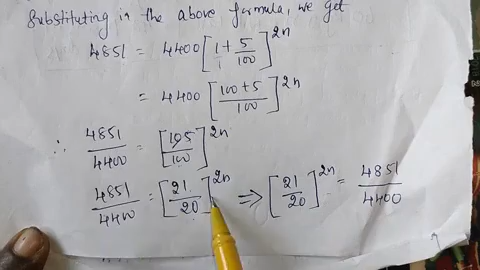 Substituting in the above formula, we get
4851 = 4400 [1/1 + 5/100]^2n
= 4400 [(100+5)/100]^2n
∴ 4851/4400 = [105/100]^2n
4851/4400 = [21/20]^2n ⇒ [21/20]^2n = 4851/4400